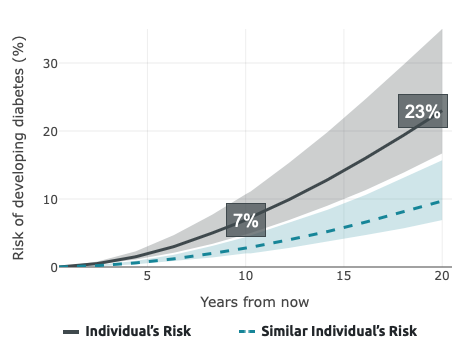 Risk of developing diabetes (%)
30
20
10
0
23%
7%
5
10
15
20
Years from now
Individual's Risk
Similar Individual's Risk